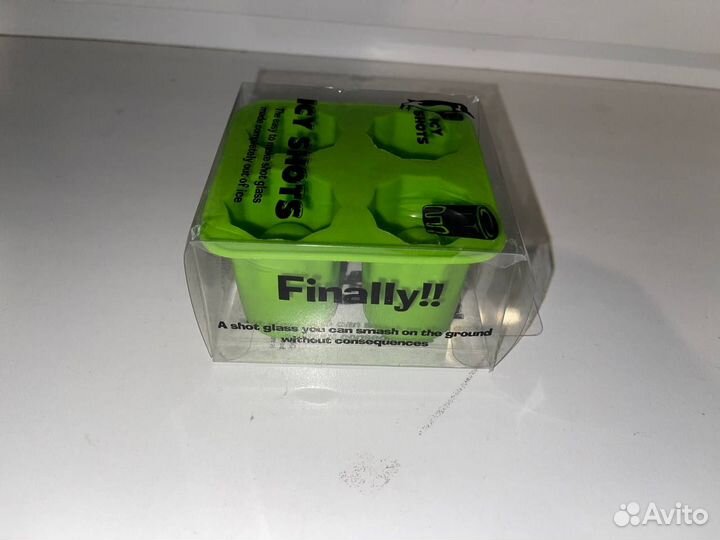 ICY SHOTS
The easy to make shot glass
made completely out of ice
ICY
SHOTS
Finally!!
A shot glass you can smash on the ground
without consequences
Avito